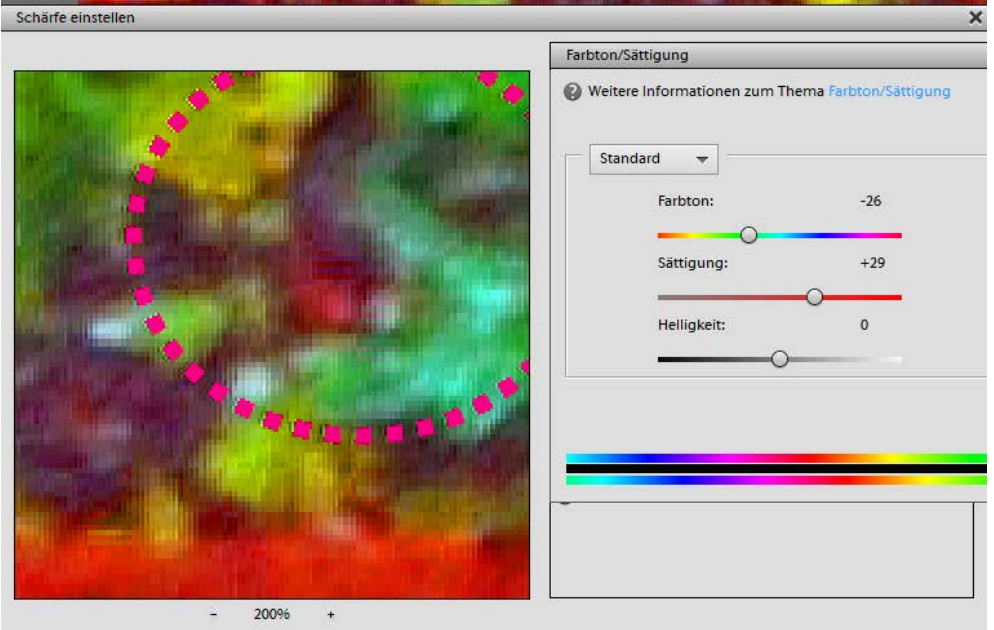 Schärfe einstellen
Farbton/Sättigung
Weitere Informationen zum Thema Farbton/Sättigung
Standard
Farbton: -26
Sättigung: +29
Helligkeit: 0
- 200% +